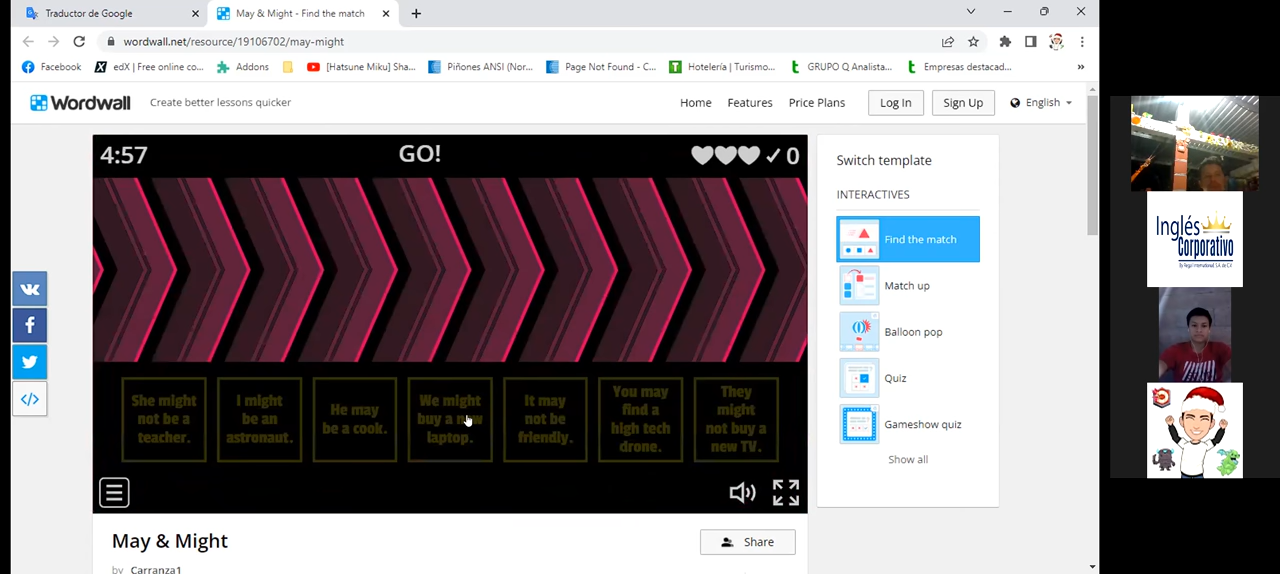 Traductor de Google
May & Might - Find the match
wordwall.net/resource/19106702/may-might
Facebook
edX | Free online co...
Addons
[Hatsune Miku] Sha...
Piñones ANSI (Nor...
Page Not Found - C...
Hotelería | Turismo...
GRUPO Q Analista...
Empresas destacad...
Wordwall
Create better lessons quicker
Home
Features
Price Plans
Log In
Sign Up
English
4:57
GO!
0
She might
not be a
teacher.
I might
be an
astronaut.
He may
be a cook.
We might
buy a new
laptop.
It may
not be
friendly.
You may
find a
high tech
drone.
They
might
not buy a
new TV.
Switch template
INTERACTIVES
Find the match
Match up
Balloon pop
Quiz
Gameshow quiz
Show all
May & Might
Share
by Carranza1
Inglés
Corporativo
By Regal International, S.A. de C.V.